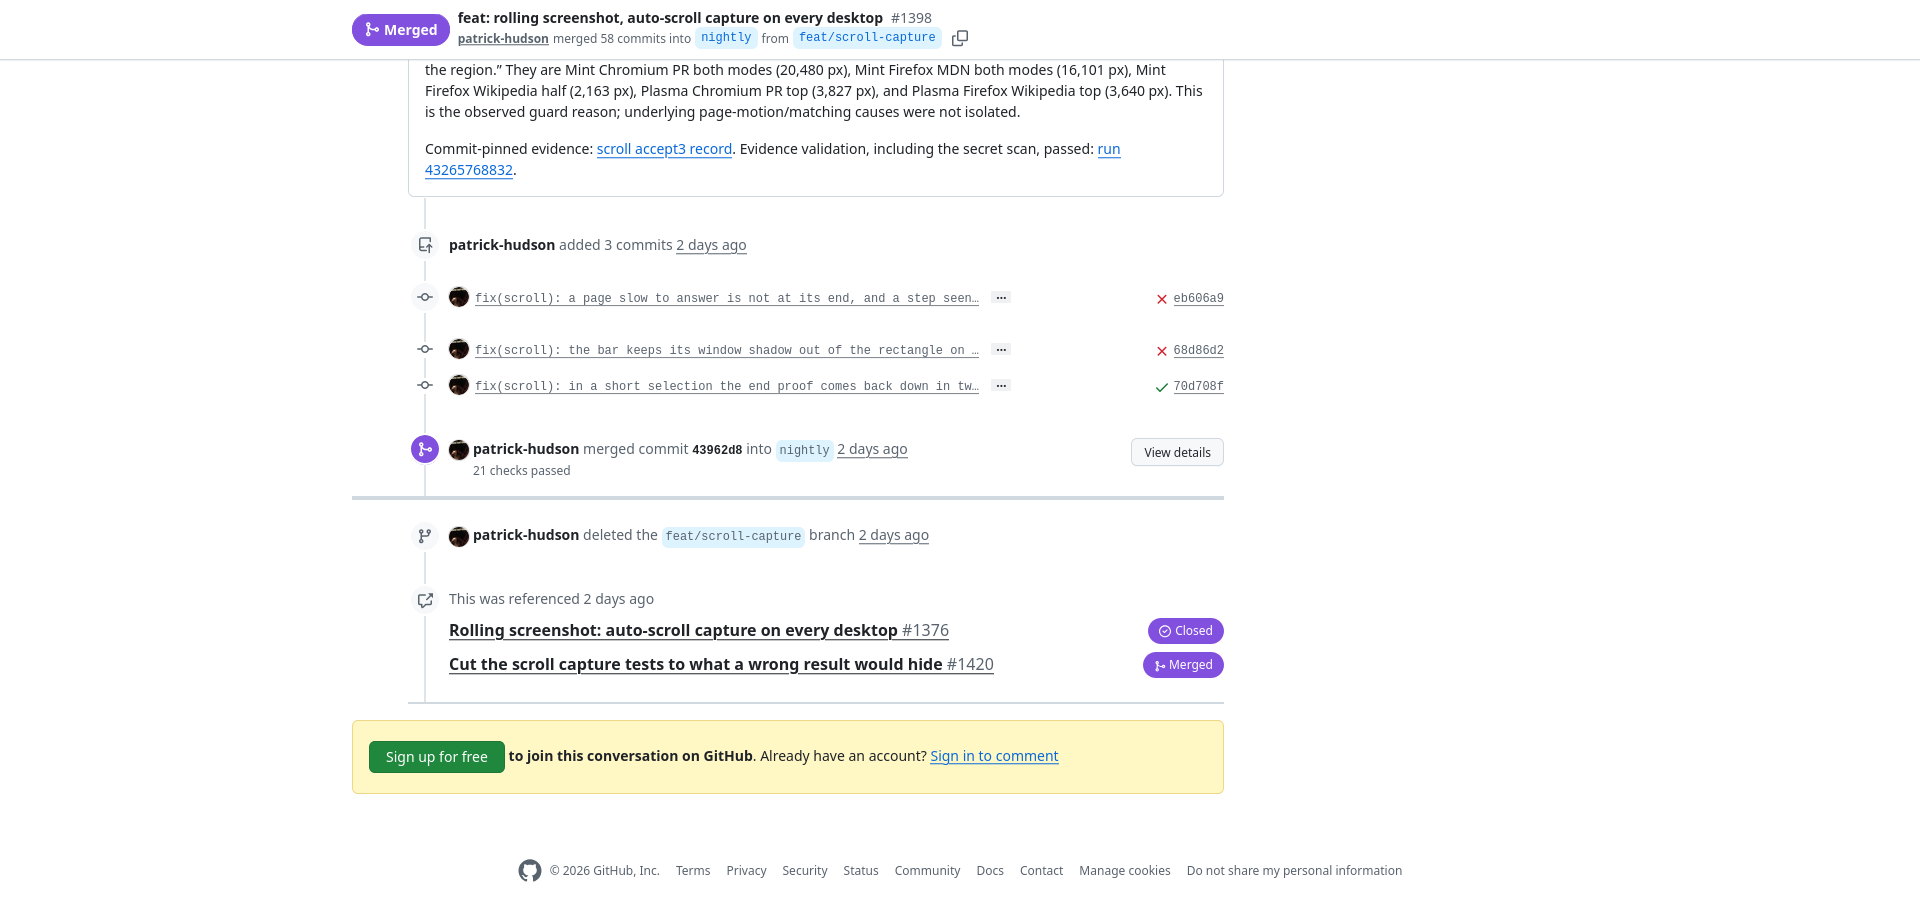 Merged
feat: rolling screenshot, auto-scroll capture on every desktop #1398
patrick-hudson merged 58 commits into nightly from feat/scroll-capture
the region.” They are Mint Chromium PR both modes (20,480 px), Mint Firefox MDN both modes (16,101 px), Mint
Firefox Wikipedia half (2,163 px), Plasma Chromium PR top (3,827 px), and Plasma Firefox Wikipedia top (3,640 px). This
is the observed guard reason; underlying page-motion/matching causes were not isolated.
Commit-pinned evidence: scroll accept3 record. Evidence validation, including the secret scan, passed: run
43265768832.
patrick-hudson added 3 commits 2 days ago
fix(scroll): a page slow to answer is not at its end, and a step seen… … eb606a9
fix(scroll): the bar keeps its window shadow out of the rectangle on … … 68d86d2
fix(scroll): in a short selection the end proof comes back down in tw… … 70d708f
patrick-hudson merged commit 43962d8 into nightly 2 days ago View details
21 checks passed
patrick-hudson deleted the feat/scroll-capture branch 2 days ago
This was referenced 2 days ago
Rolling screenshot: auto-scroll capture on every desktop #1376 Closed
Cut the scroll capture tests to what a wrong result would hide #1420 Merged
Sign up for free to join this conversation on GitHub. Already have an account? Sign in to comment
© 2026 GitHub, Inc. Terms Privacy Security Status Community Docs Contact Manage cookies Do not share my personal information